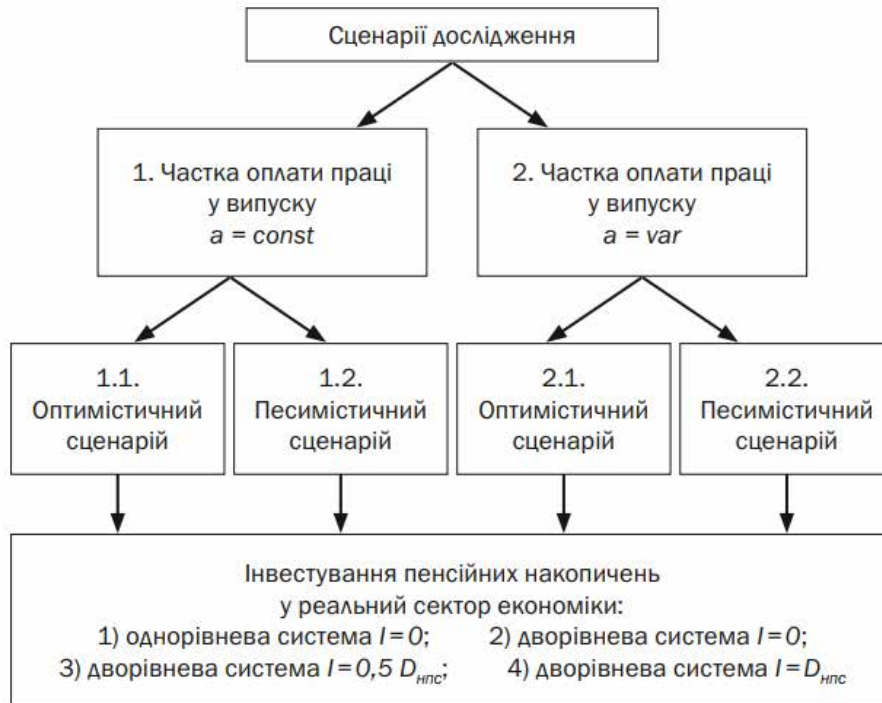 Сценарії дослідження
1. Частка оплати праці
у випуску
a = const
2. Частка оплати праці
у випуску
a = var
1.1.
Оптимістичний
сценарій
1.2.
Песимістичний
сценарій
2.1.
Оптимістичний
сценарій
2.2.
Песимістичний
сценарій
Інвестування пенсійних накопичень
у реальний сектор економіки:
1) однорівнева система I = 0; 2) дворівнева система I = 0;
3) дворівнева система I = 0,5 Dнпс; 4) дворівнева система I = Dнпс